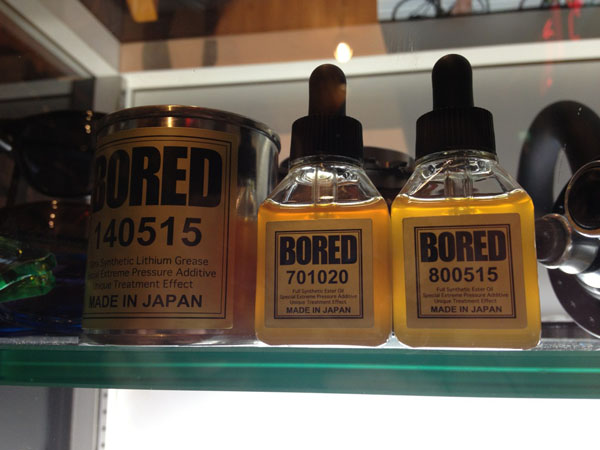 BORED
140515
Synthetic Lithium Grease
Extreme Pressure Additive
Unique Treatment Effect
MADE IN JAPAN
BORED
701020
Full Synthetic Ester Oil
Special Extreme Pressure Additive
Unique Treatment Effect
MADE IN JAPAN
BORED
800515
Full Synthetic Ester Oil
Special Extreme Pressure Additive
Unique Treatment Effect
MADE IN JAPAN